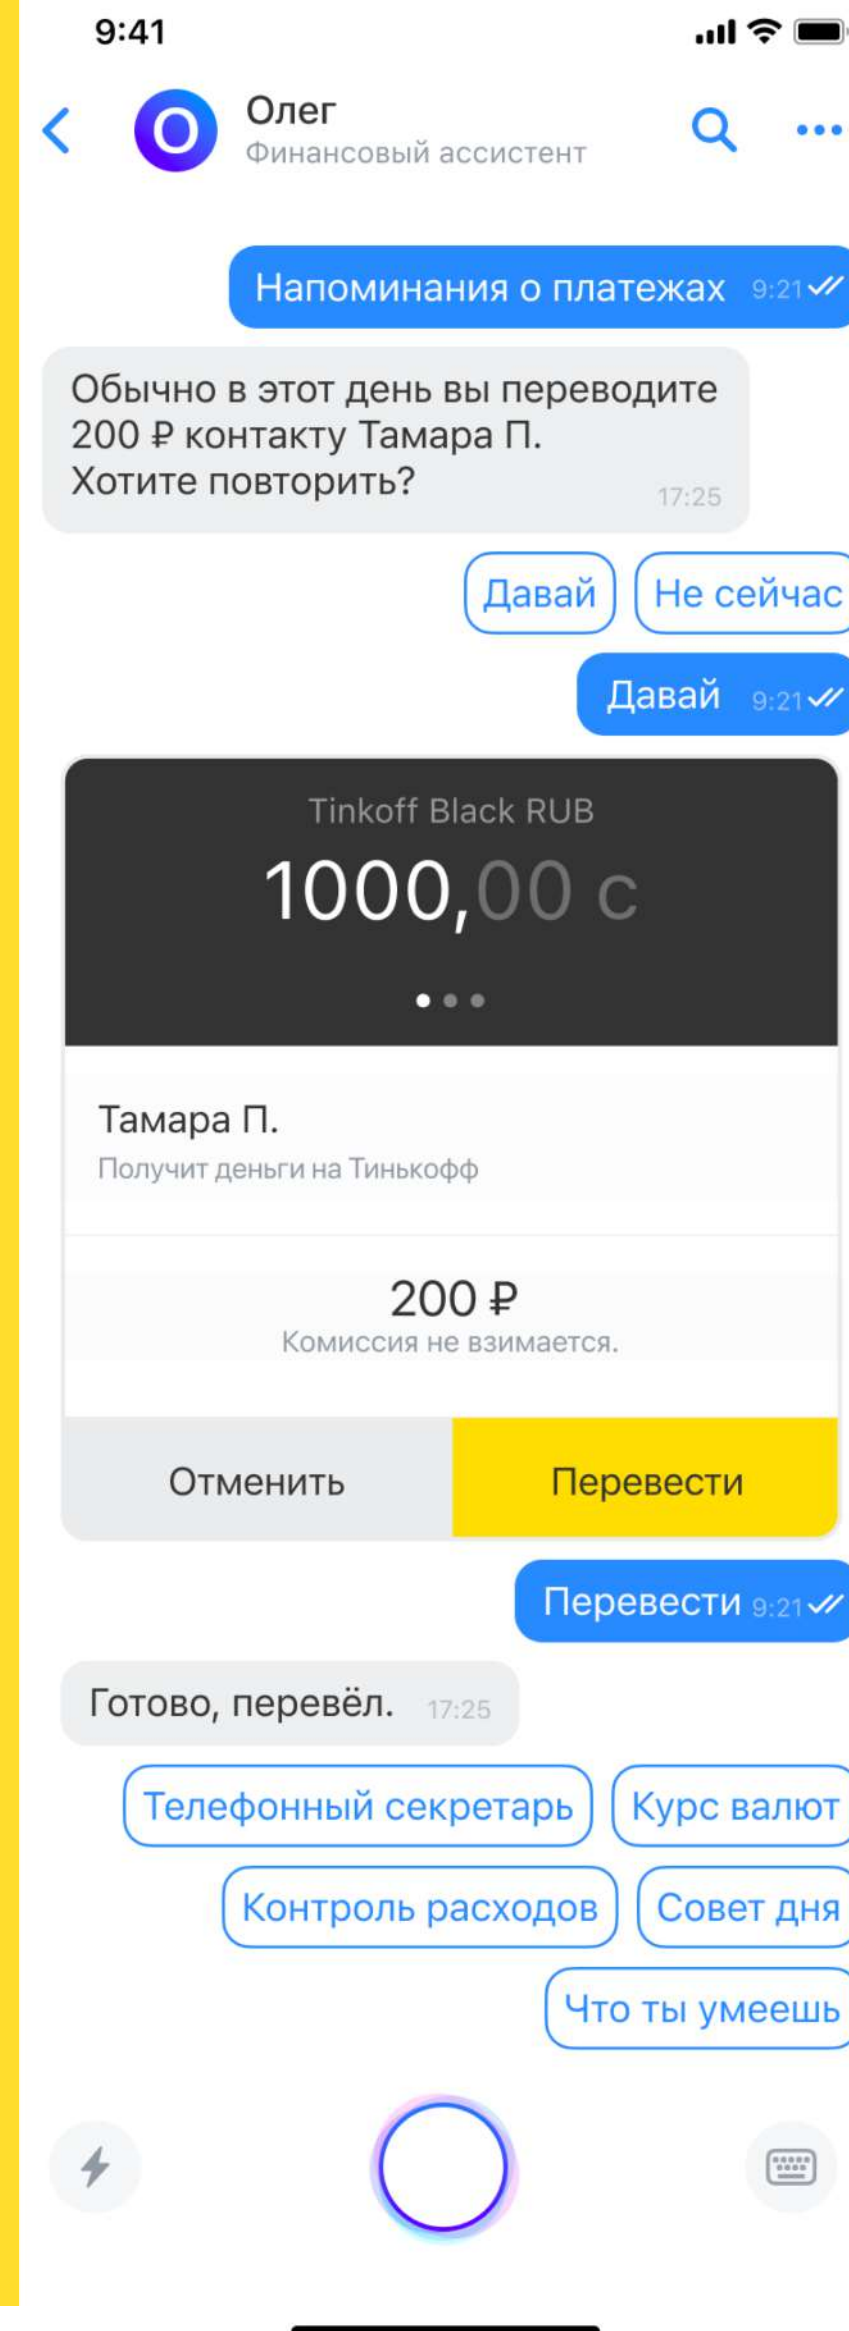 9:41
О
Олег
Финансовый ассистент
Напоминания о платежах 9:21
Обычно в этот день вы переводите
200 ₽ контакту Тамара П.
Хотите повторить?
17:25
Давай Не сейчас
Давай 9:21
Tinkoff Black RUB
1000,00 с
Тамара П.
Получит деньги на Тинькофф
200 ₽
Комиссия не взимается.
Отменить Перевести
Перевести 9:21
Готово, перевёл. 17:25
Телефонный секретарь Курс валют
Контроль расходов Совет дня
Что ты умеешь